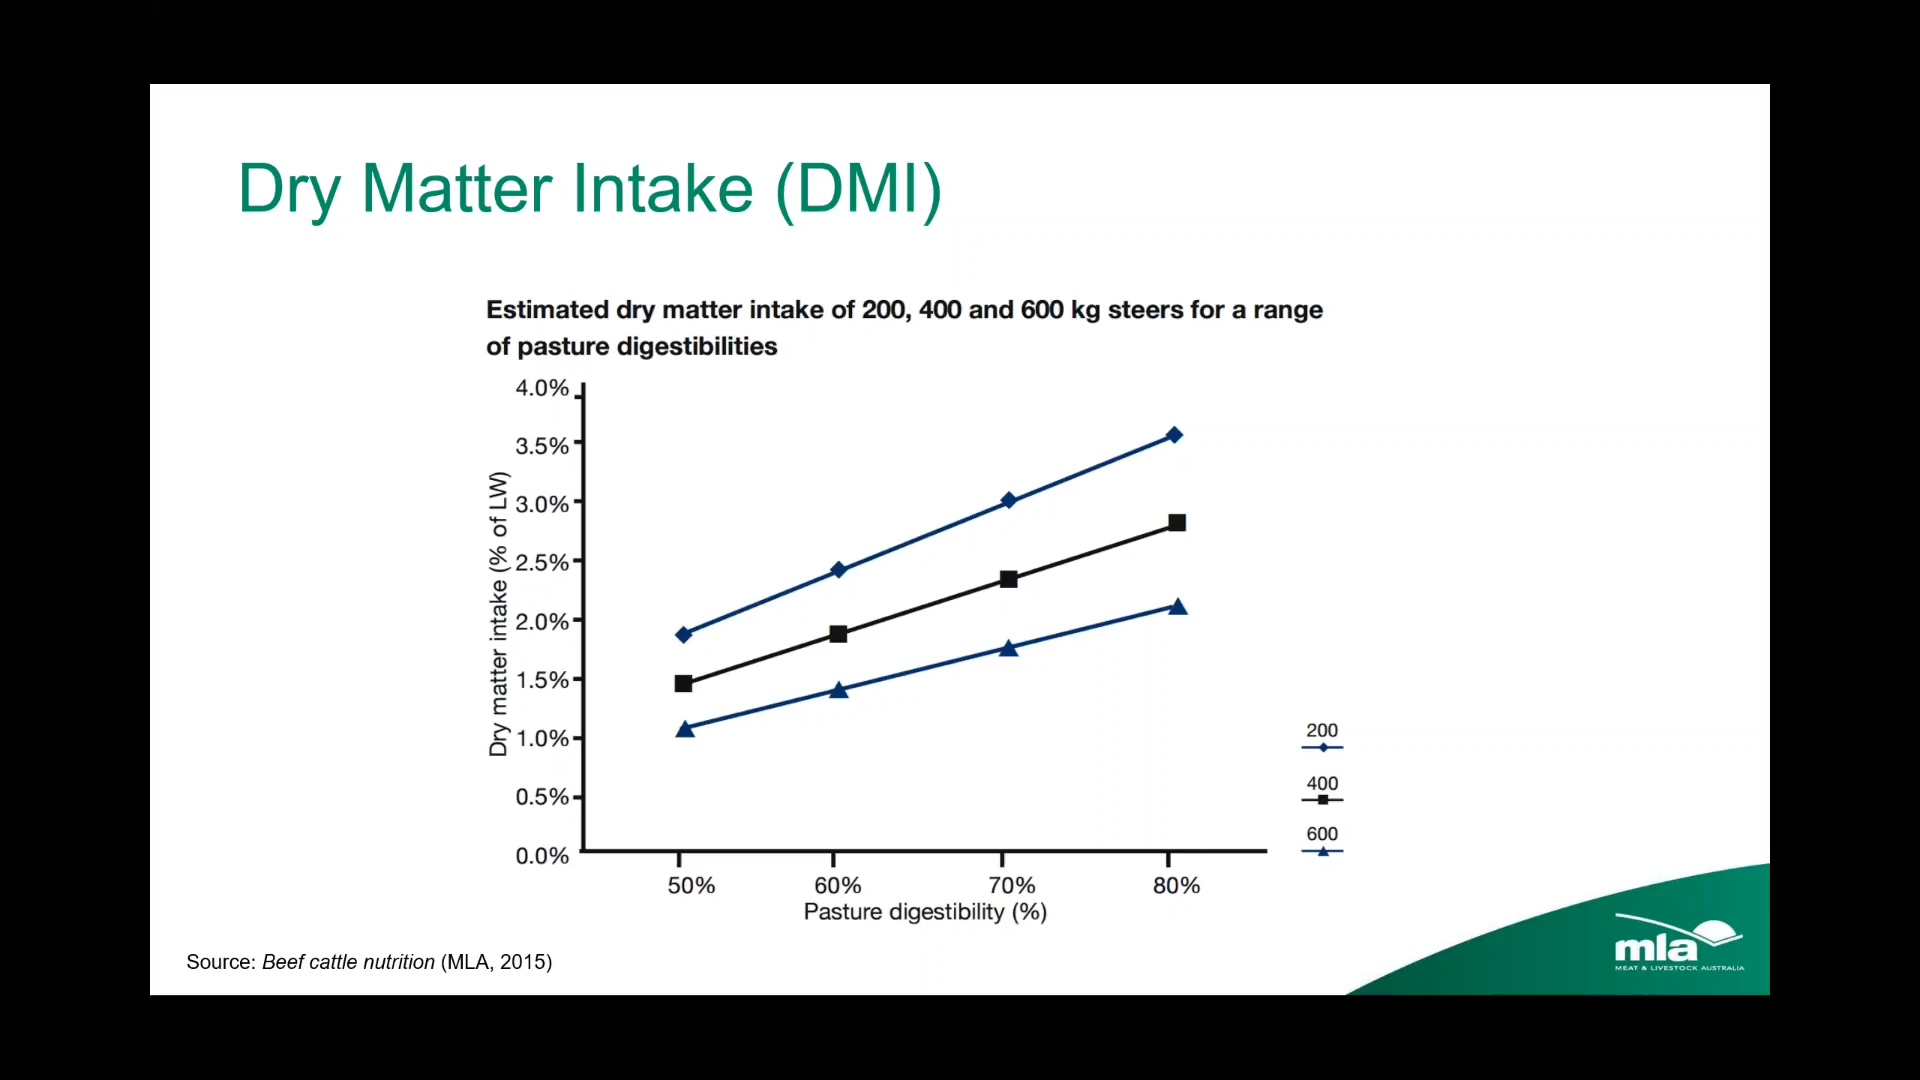 Dry Matter Intake (DMI)
Estimated dry matter intake of 200, 400 and 600 kg steers for a range
of pasture digestibilities
4.0%
3.5%
3.0%
2.5%
2.0%
1.5%
1.0%
0.5%
0.0%
Dry matter intake (% of LW)
50% 60% 70% 80%
Pasture digestibility (%)
200
400
600
Source: Beef cattle nutrition (MLA, 2015)
mla
MEAT & LIVESTOCK AUSTRALIA